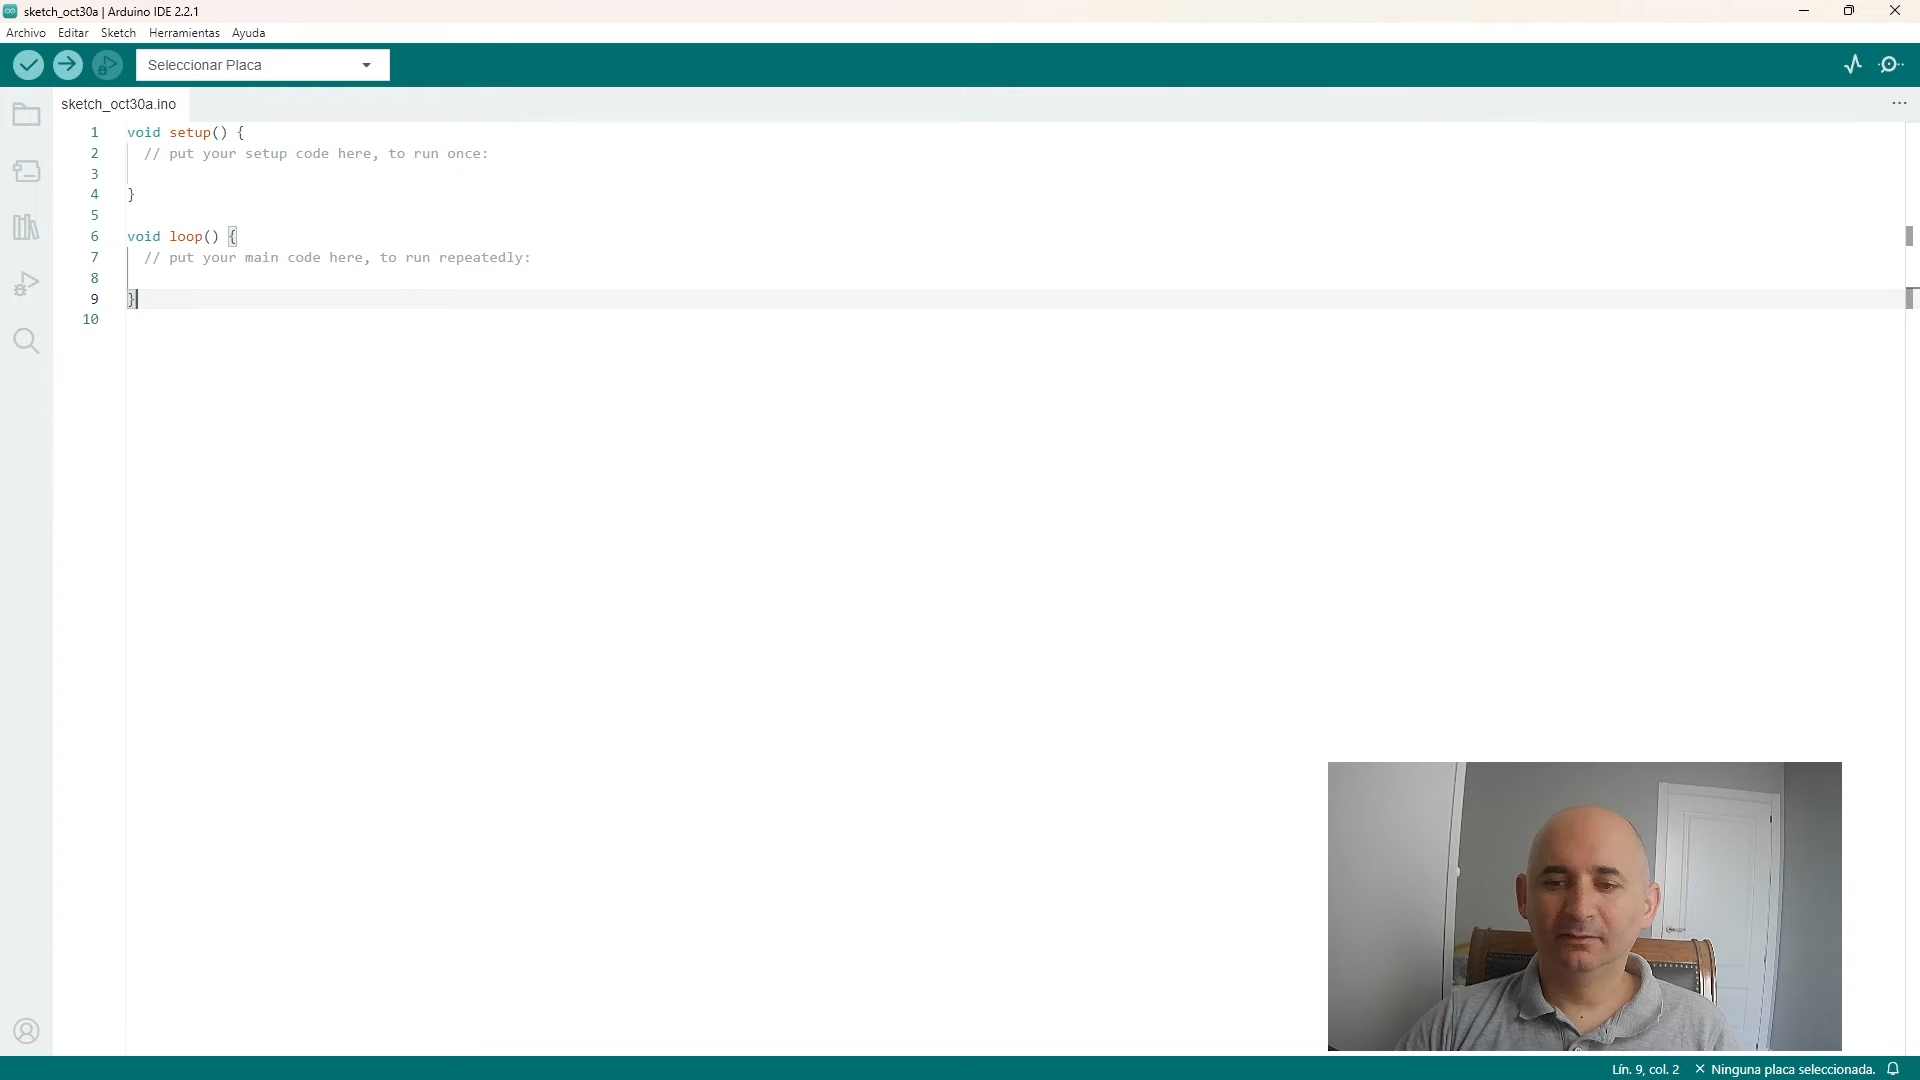 sketch_oct30a | Arduino IDE 2.2.1
Archivo Editar Sketch Herramientas Ayuda
Seleccionar Placa
sketch_oct30a.ino
1 void setup() {
2 // put your setup code here, to run once:
3
4 }
5
6 void loop() {
7 // put your main code here, to run repeatedly:
8
9 }
10
Lín. 9, col. 2 × Ninguna placa seleccionada.